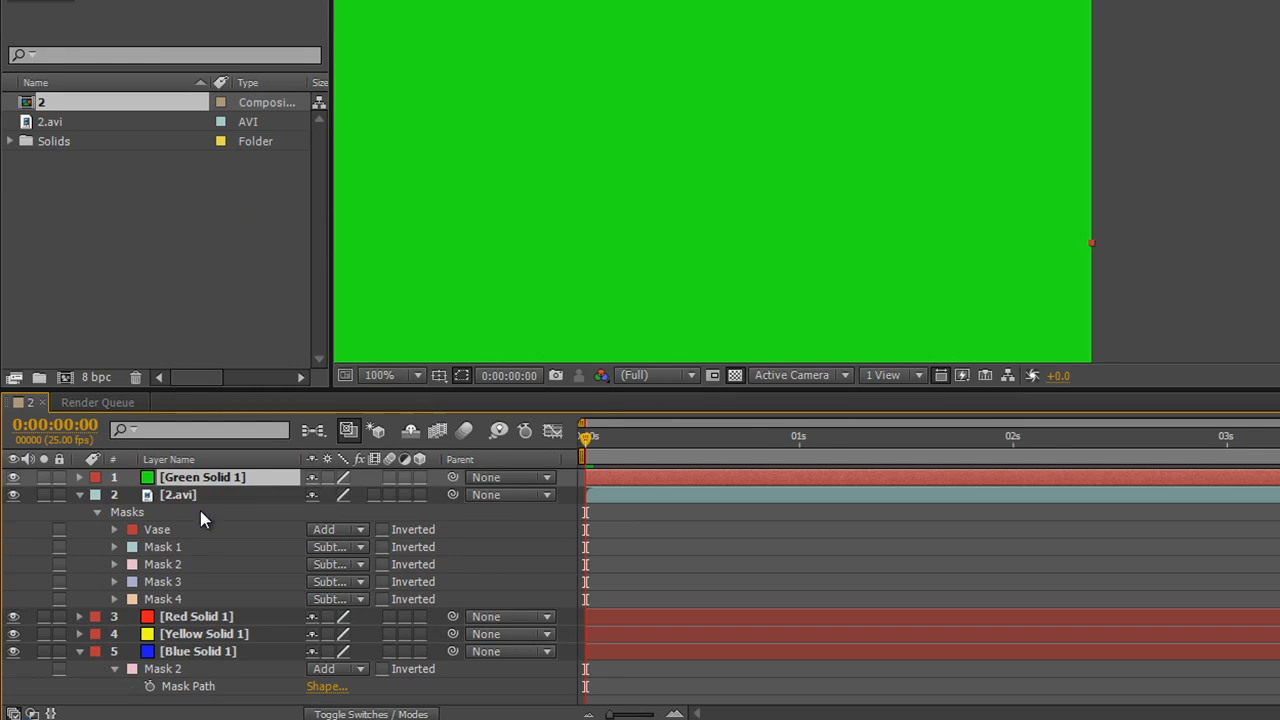 Name Type Size
2 Composi...
2.avi AVI
Solids Folder
8 bpc
100% 0:00:00:00 (Full) Active Camera 1 View +0.0
2 Render Queue
0:00:00:00
00000 (25.00 fps)
01s 02s 03s
# Layer Name fx Parent
1 [Green Solid 1] None
2 [2.avi] None
Masks
Vase Add Inverted
Mask 1 Subt... Inverted
Mask 2 Subt... Inverted
Mask 3 Subt... Inverted
Mask 4 Subt... Inverted
3 [Red Solid 1] None
4 [Yellow Solid 1] None
5 [Blue Solid 1] None
Mask 2 Add Inverted
Mask Path Shape...
Toggle Switches / Modes